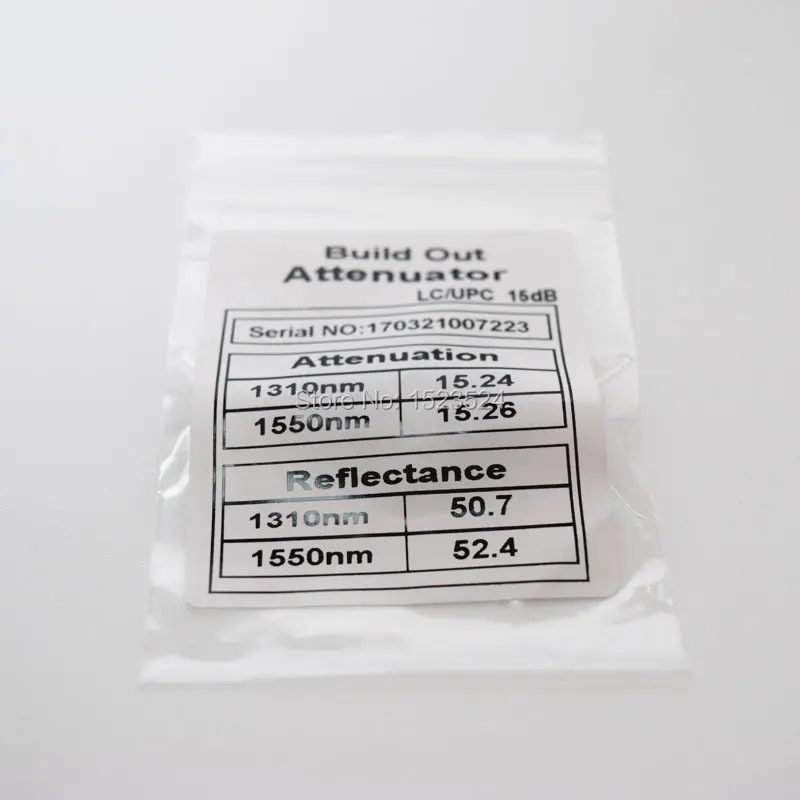 Build Out
Attenuator
LC/UPC 15dB
Serial NO:170321007223
Attenuation
1310nm 15.24
Store No: 1523524
1550nm 15.26
Reflectance
1310nm 50.7
1550nm 52.4